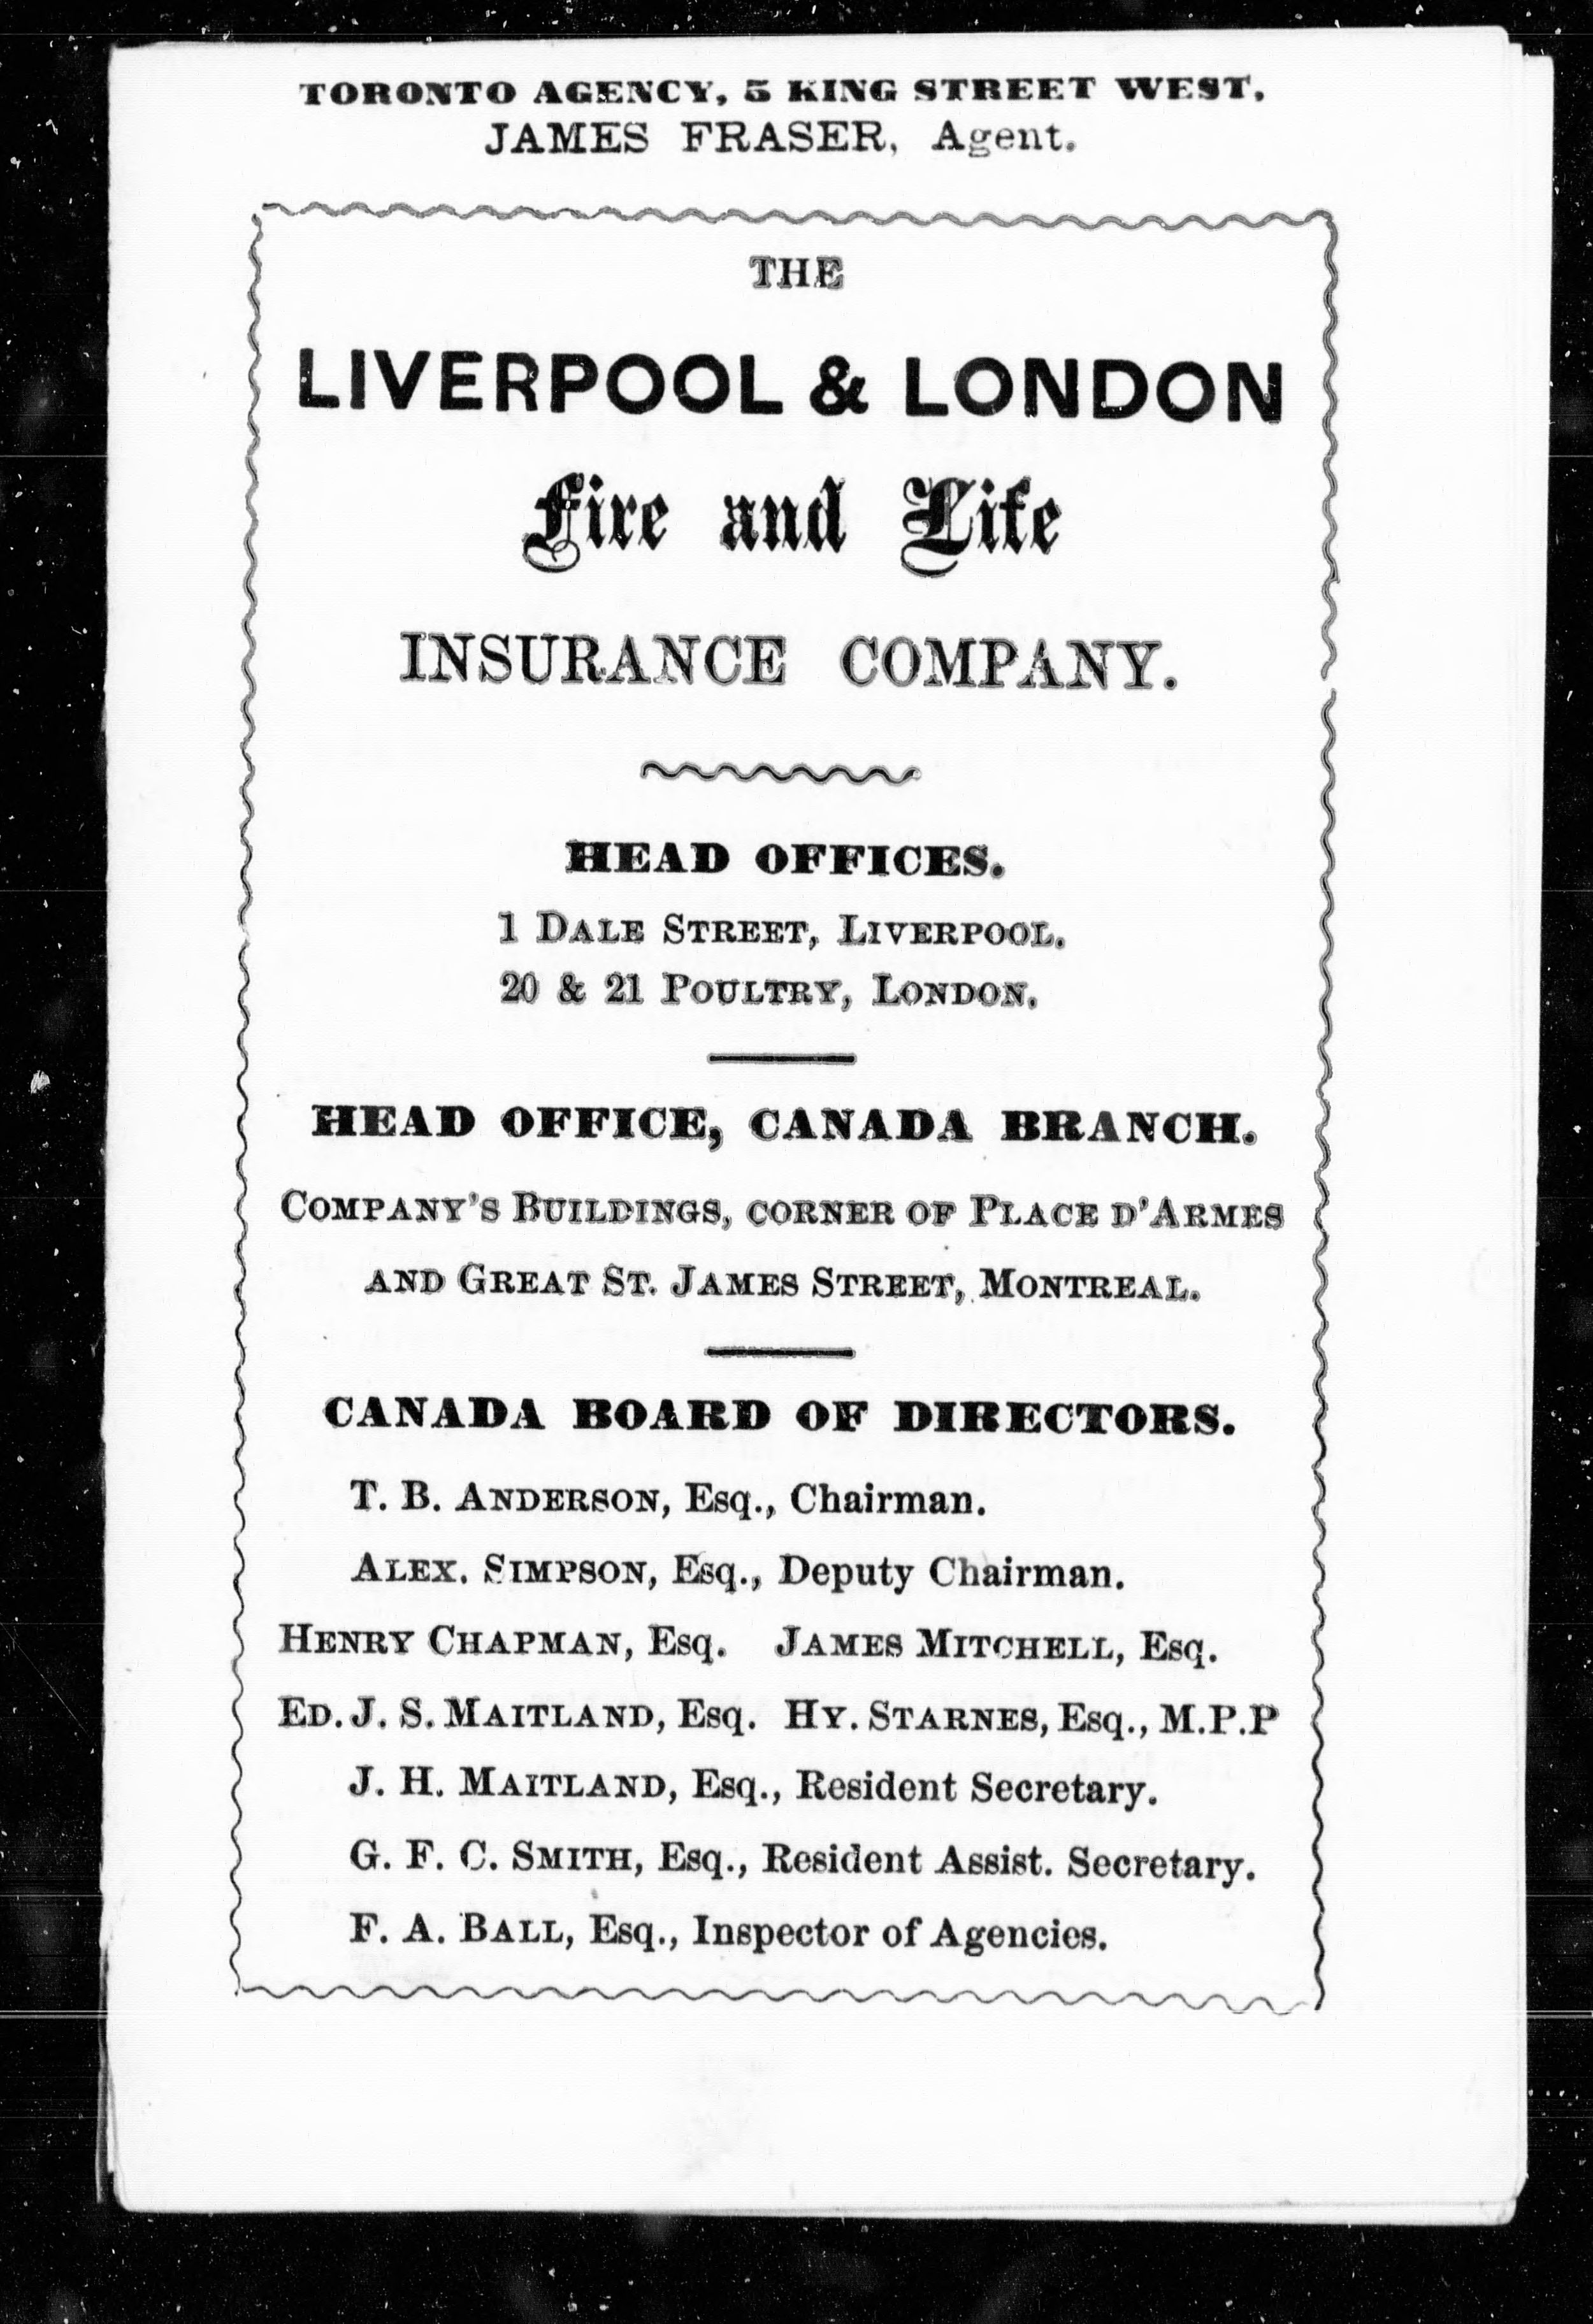 TORONTO AGENCY, 5 KING STREET WEST.
JAMES FRASER, Agent.
THE
LIVERPOOL & LONDON
Fire and Life
INSURANCE COMPANY.
HEAD OFFICES.
1 DALE STREET, LIVERPOOL.
20 & 21 POULTRY, LONDON.
HEAD OFFICE, CANADA BRANCH.
COMPANY'S BUILDINGS, CORNER OF PLACE D'ARMES
AND GREAT ST. JAMES STREET, MONTREAL.
CANADA BOARD OF DIRECTORS.
T. B. ANDERSON, Esq., Chairman.
ALEX. SIMPSON, Esq., Deputy Chairman.
HENRY CHAPMAN, Esq. JAMES MITCHELL, Esq.
ED. J. S. MAITLAND, Esq. HY. STARNES, Esq., M.P.P
J. H. MAITLAND, Esq., Resident Secretary.
G. F. C. SMITH, Esq., Resident Assist. Secretary.
F. A. BALL, Esq., Inspector of Agencies.